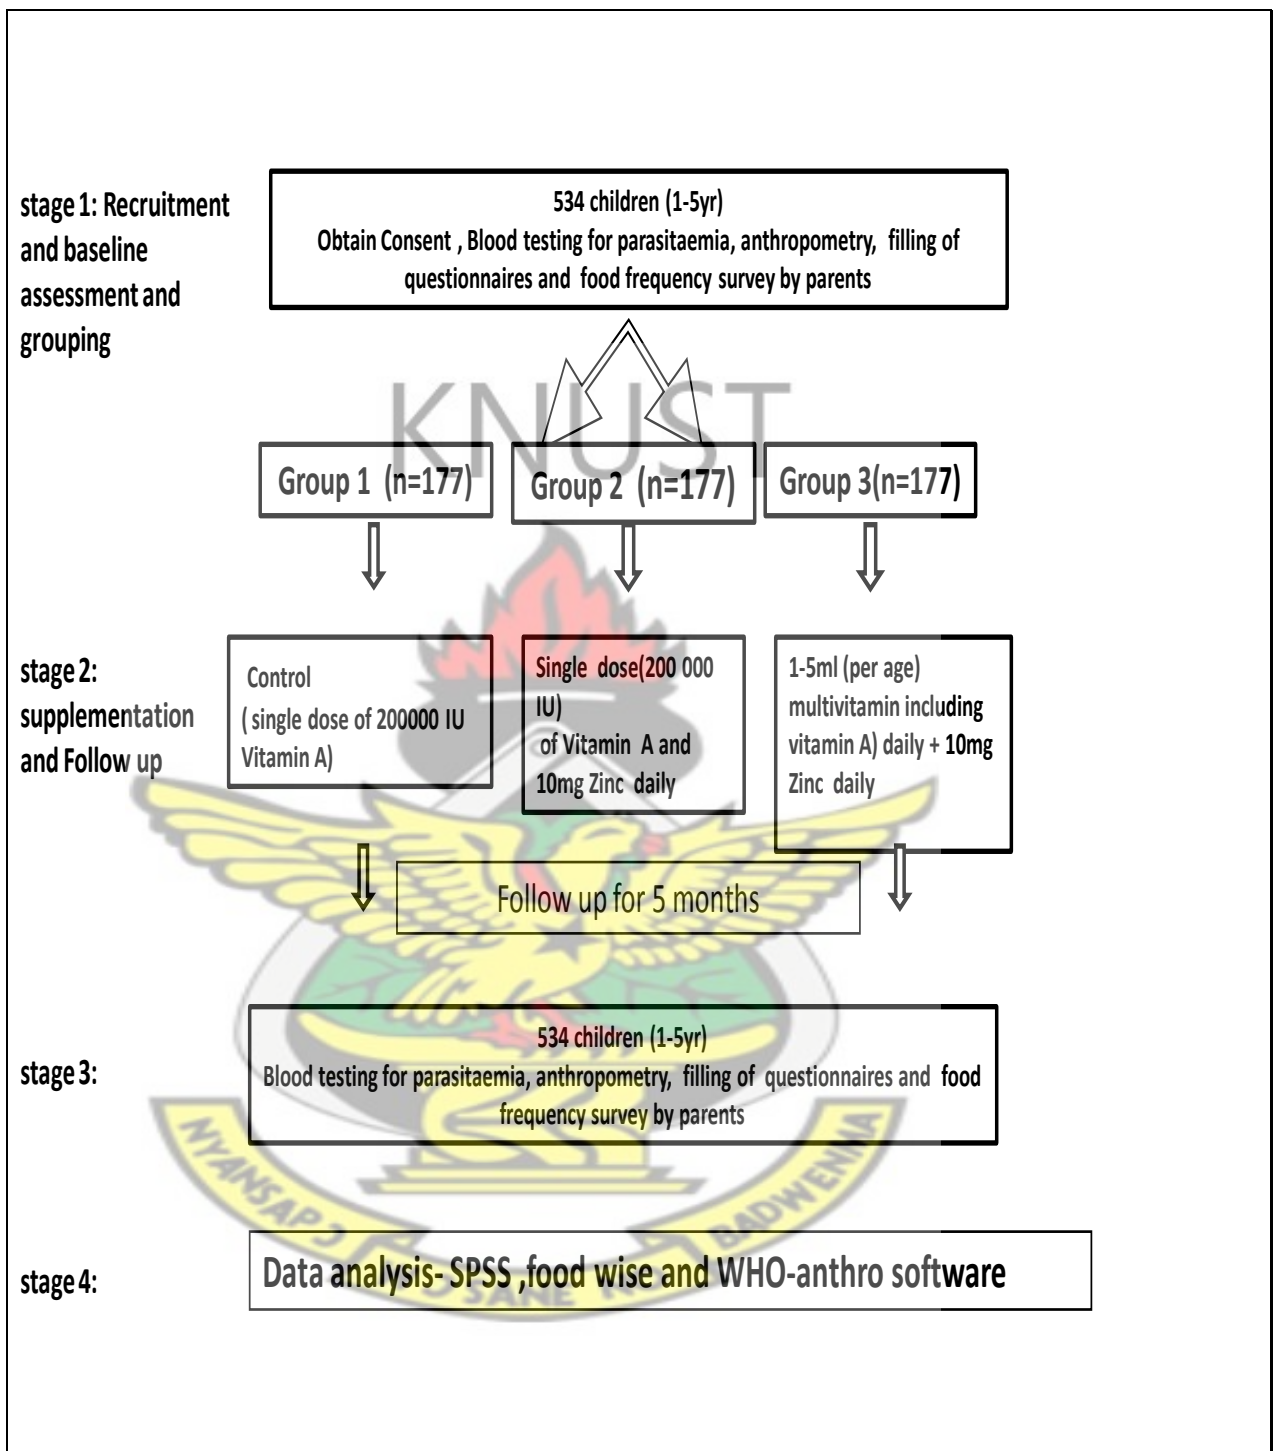 stage 1: Recruitment
and baseline
assessment and
grouping
534 children (1-5yr)
Obtain Consent , Blood testing for parasitaemia, anthropometry, filling of
questionnaires and food frequency survey by parents
KNUST
Group 1 (n=177)
Group 2 (n=177)
Group 3(n=177)
stage 2:
supplementation
and Follow up
Control
( single dose of 200000 IU
Vitamin A)
Single dose(200 000
IU)
of Vitamin A and
10mg Zinc daily
1-5ml (per age)
multivitamin including
vitamin A) daily + 10mg
Zinc daily
Follow up for 5 months
stage 3:
534 children (1-5yr)
Blood testing for parasitaemia, anthropometry, filling of questionnaires and food
frequency survey by parents
NYANSAPƆ
BADWENMA
stage 4:
Data analysis- SPSS ,food wise and WHO-anthro software
SANE NO